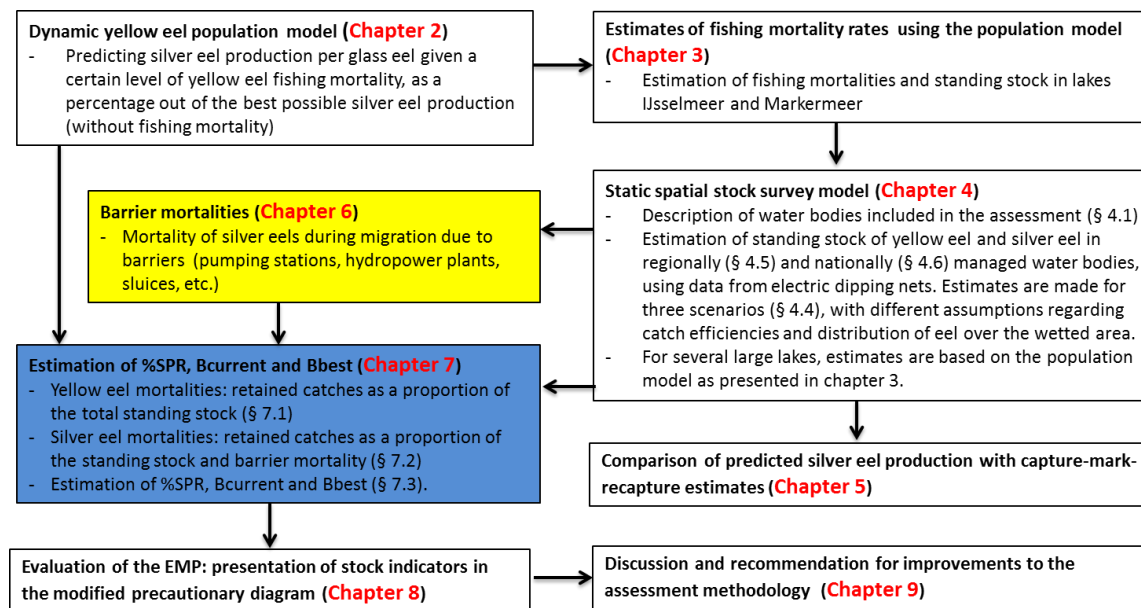 Dynamic yellow eel population model (Chapter 2)
- Predicting silver eel production per glass eel given a
certain level of yellow eel fishing mortality, as a
percentage out of the best possible silver eel production
(without fishing mortality)
Estimates of fishing mortality rates using the population model
(Chapter 3)
- Estimation of fishing mortalities and standing stock in lakes
IJsselmeer and Markermeer
Barrier mortalities (Chapter 6)
- Mortality of silver eels during migration due to
barriers (pumping stations, hydropower plants,
sluices, etc.)
Static spatial stock survey model (Chapter 4)
- Description of water bodies included in the assessment (§ 4.1)
- Estimation of standing stock of yellow eel and silver eel in
regionally (§ 4.5) and nationally (§ 4.6) managed water bodies,
using data from electric dipping nets. Estimates are made for
three scenarios (§ 4.4), with different assumptions regarding
catch efficiencies and distribution of eel over the wetted area.
- For several large lakes, estimates are based on the population
model as presented in chapter 3.
Estimation of %SPR, Bcurrent and Bbest (Chapter 7)
- Yellow eel mortalities: retained catches as a proportion of
the total standing stock (§ 7.1)
- Silver eel mortalities: retained catches as a proportion of
the standing stock and barrier mortality (§ 7.2)
- Estimation of %SPR, Bcurrent and Bbest (§ 7.3).
Comparison of predicted silver eel production with capture-mark-
recapture estimates (Chapter 5)
Evaluation of the EMP: presentation of stock indicators in
the modified precautionary diagram (Chapter 8)
Discussion and recommendation for improvements to the
assessment methodology (Chapter 9)